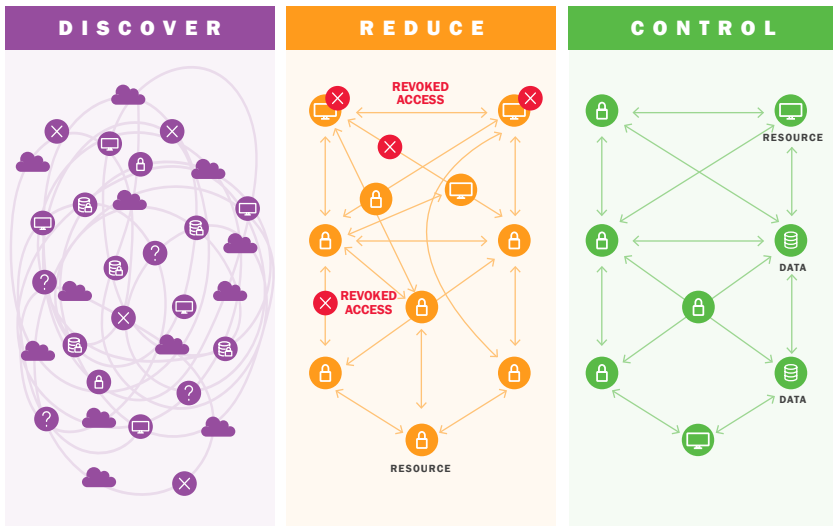 DISCOVER
REDUCE
CONTROL
REVOKED
ACCESS
RESOURCE
DATA
REVOKED
ACCESS
DATA
RESOURCE